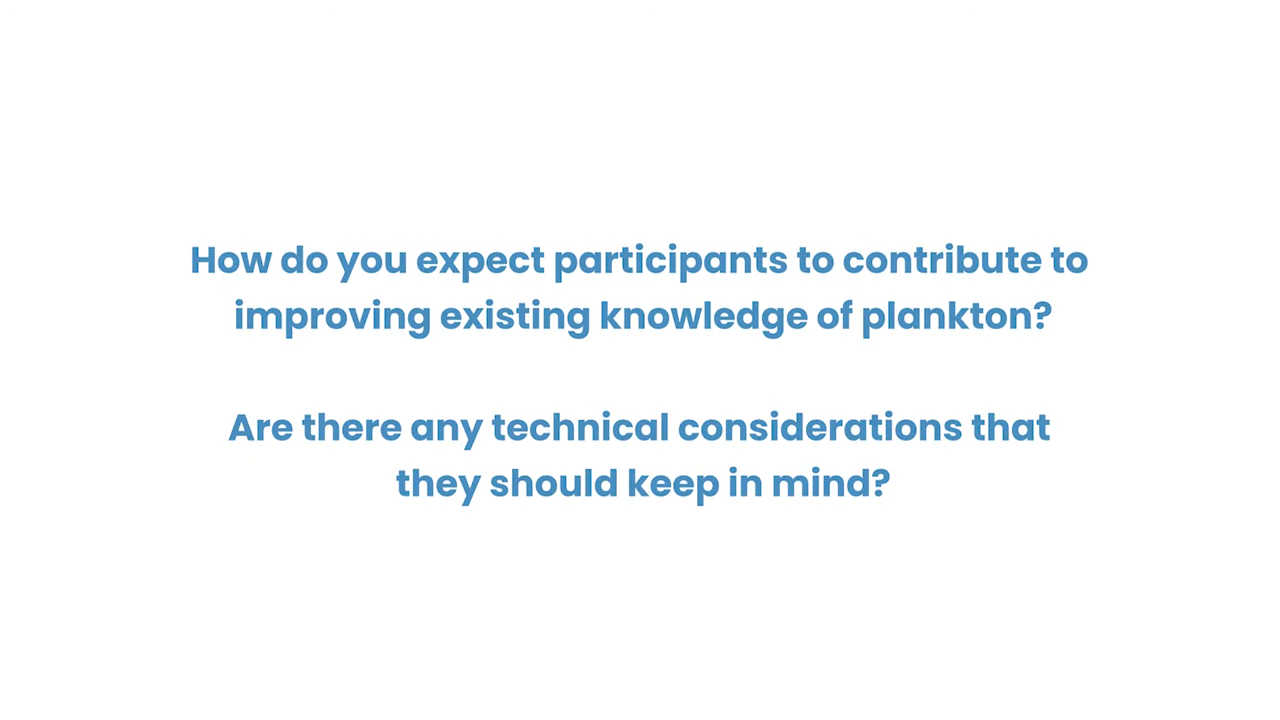 How do you expect participants to contribute to
improving existing knowledge of plankton?
Are there any technical considerations that
they should keep in mind?